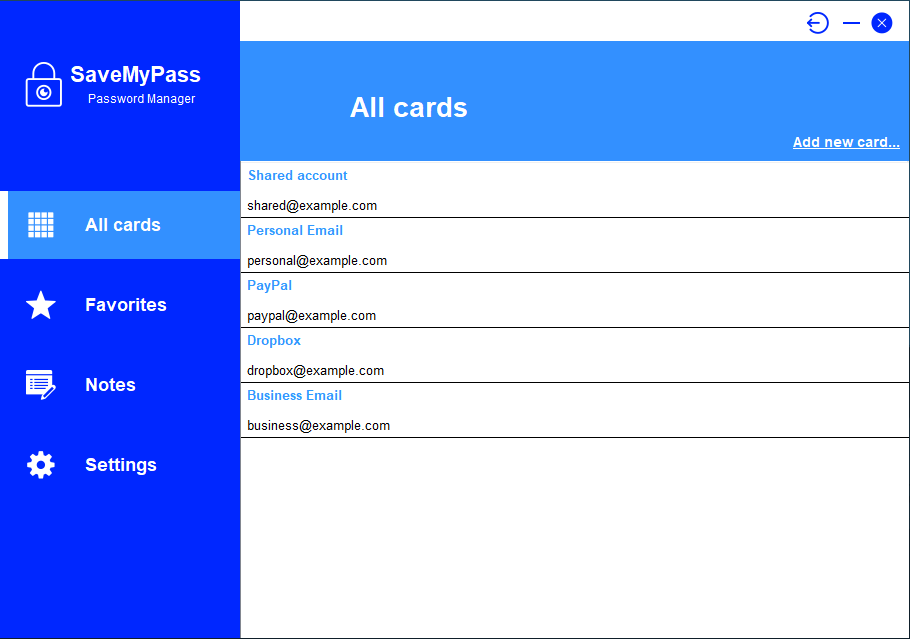 SaveMyPass
Password Manager
All cards
Favorites
Notes
Settings
All cards
Add new card...
Shared account
shared@example.com
Personal Email
personal@example.com
PayPal
paypal@example.com
Dropbox
dropbox@example.com
Business Email
business@example.com